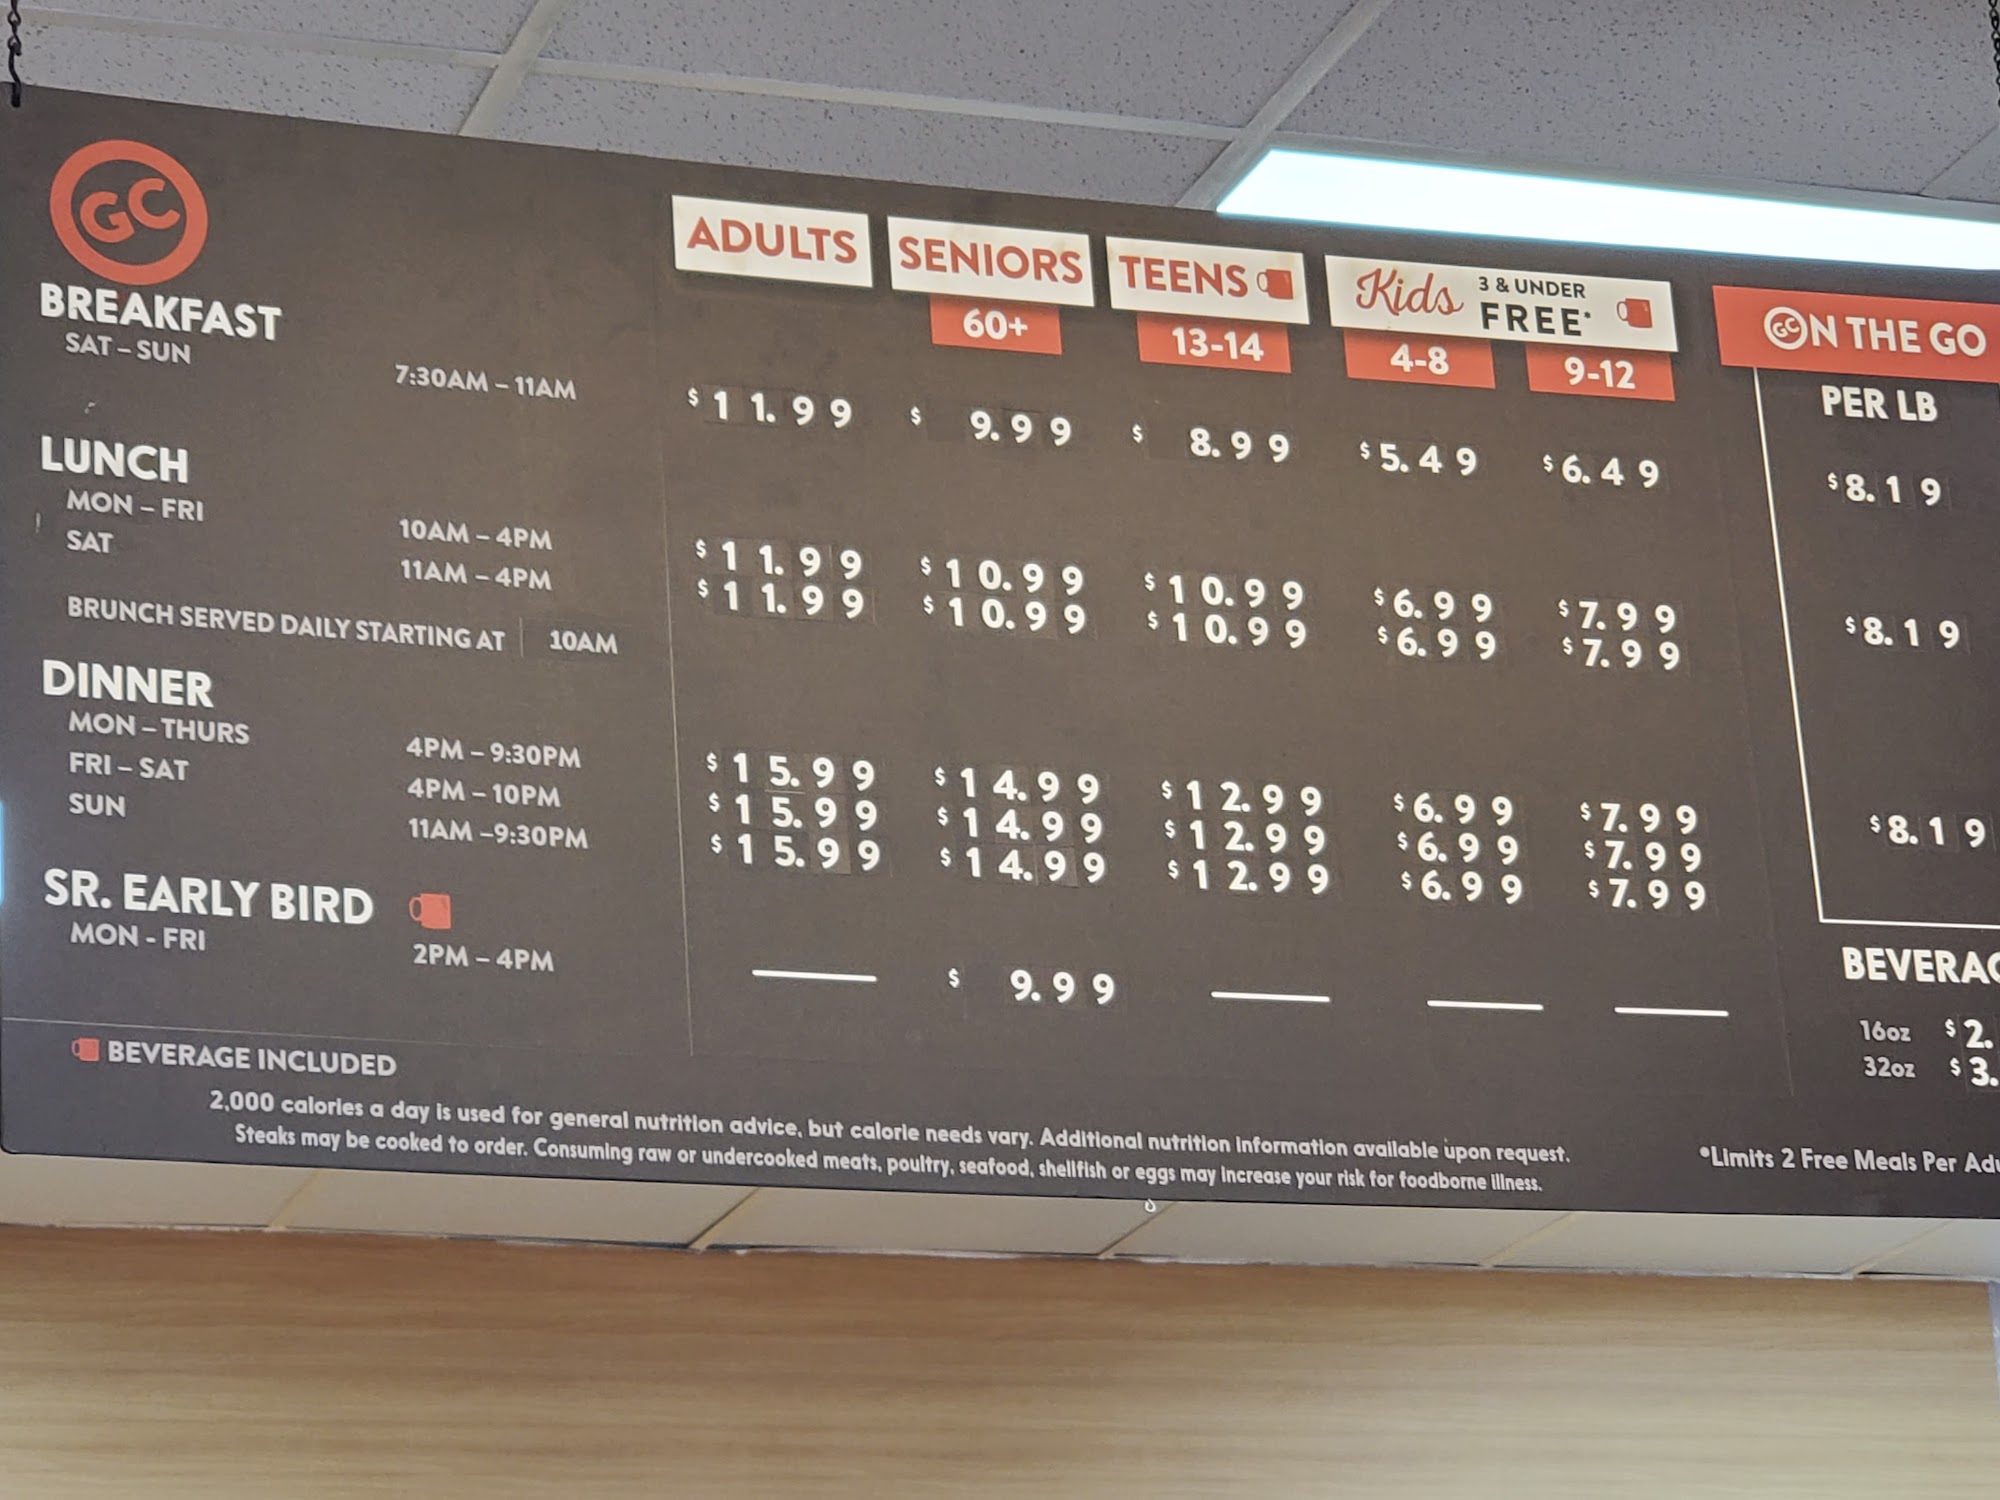 GC
ADULTS SENIORS TEENS Kids 3 & UNDER FREE*
60+ 13-14 4-8 9-12
GC ON THE GO
PER LB
BREAKFAST
SAT – SUN 7:30AM – 11AM $11.99 $9.99 $8.99 $5.49 $6.49 $8.19
LUNCH
MON – FRI 10AM – 4PM $11.99 $10.99 $10.99 $6.99 $7.99 $8.19
SAT 11AM – 4PM $11.99 $10.99 $10.99 $6.99 $7.99
BRUNCH SERVED DAILY STARTING AT 10AM
DINNER
MON – THURS 4PM – 9:30PM $15.99 $14.99 $12.99 $6.99 $7.99 $8.19
FRI – SAT 4PM – 10PM $15.99 $14.99 $12.99 $6.99 $7.99
SUN 11AM –9:30PM $15.99 $14.99 $12.99 $6.99 $7.99
SR. EARLY BIRD
MON - FRI 2PM – 4PM $9.99
16oz $2.
32oz $3.
BEVERAGE INCLUDED
2,000 calories a day is used for general nutrition advice, but calorie needs vary. Additional nutrition information available upon request.
Steaks may be cooked to order. Consuming raw or undercooked meats, poultry, seafood, shellfish or eggs may increase your risk for foodborne illness.
*Limits 2 Free Meals Per